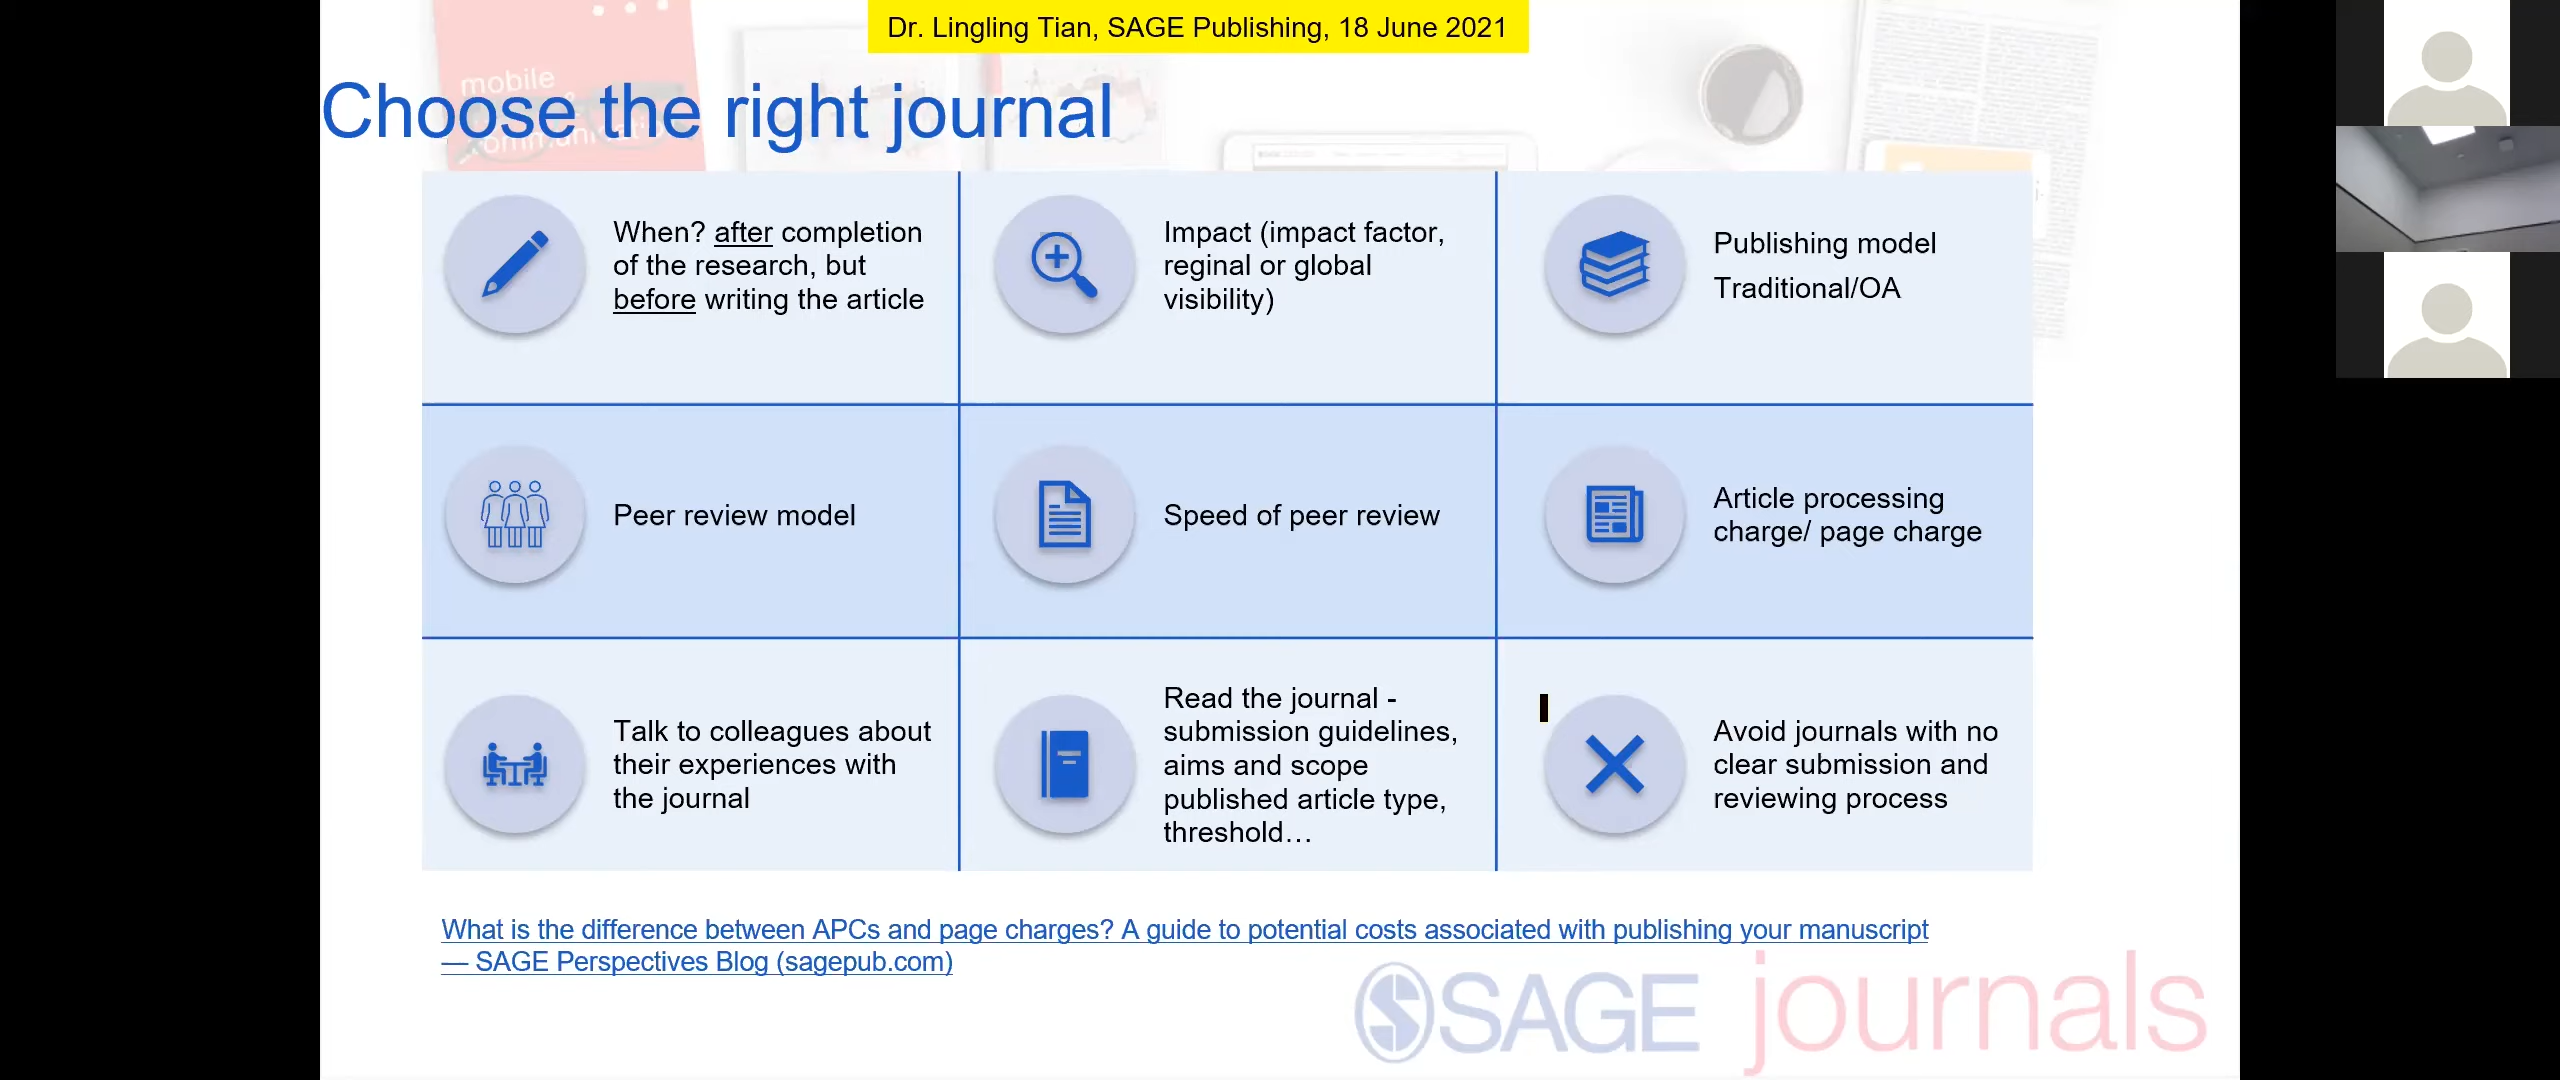 Dr. Lingling Tian, SAGE Publishing, 18 June 2021
mobile
Choose the right journal
When? after completion
of the research, but
before writing the article
Impact (impact factor,
reginal or global
visibility)
Publishing model
Traditional/OA
Peer review model
Speed of peer review
Article processing
charge/ page charge
Talk to colleagues about
their experiences with
the journal
Read the journal -
submission guidelines,
aims and scope
published article type,
threshold…
Avoid journals with no
clear submission and
reviewing process
What is the difference between APCs and page charges? A guide to potential costs associated with publishing your manuscript
— SAGE Perspectives Blog (sagepub.com)
SAGE journals